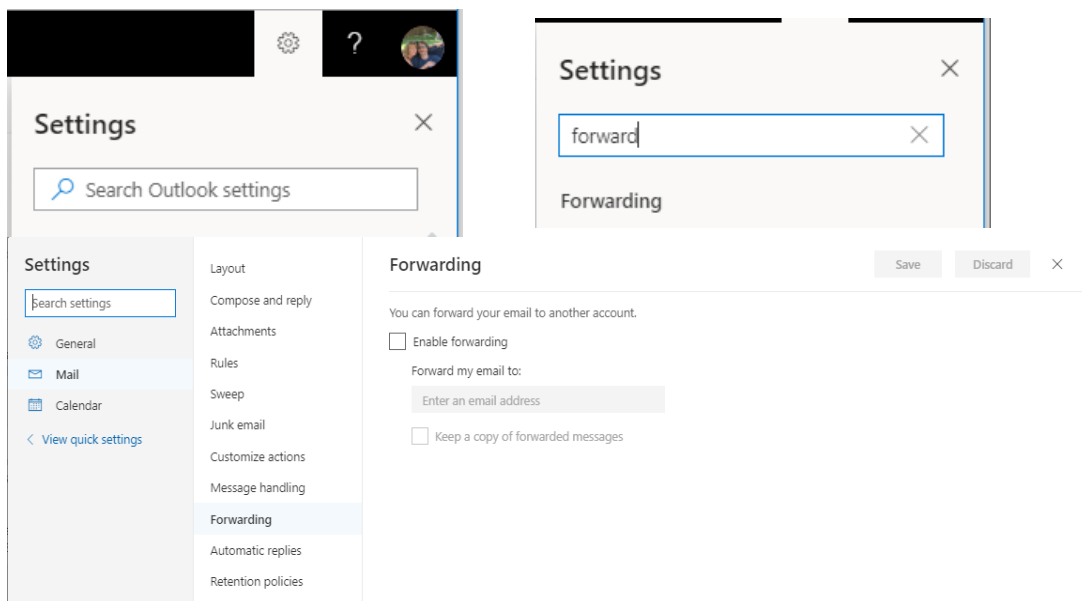 ?
Settings
Search Outlook settings
Settings
forward
Forwarding
Settings
Search settings
General
Mail
Calendar
View quick settings
Layout
Compose and reply
Attachments
Rules
Sweep
Junk email
Customize actions
Message handling
Forwarding
Automatic replies
Retention policies
Forwarding
Save
Discard
You can forward your email to another account.
Enable forwarding
Forward my email to:
Enter an email address
Keep a copy of forwarded messages